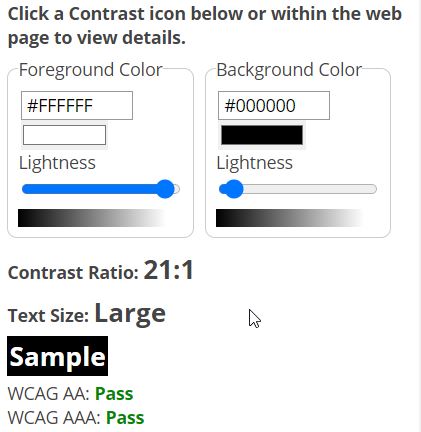 Click a Contrast icon below or within the web
page to view details.
Foreground Color
Background Color
#FFFFFF
#000000
Lightness
Lightness
Contrast Ratio: 21:1
Text Size: Large
Sample
WCAG AA: Pass
WCAG AAA: Pass